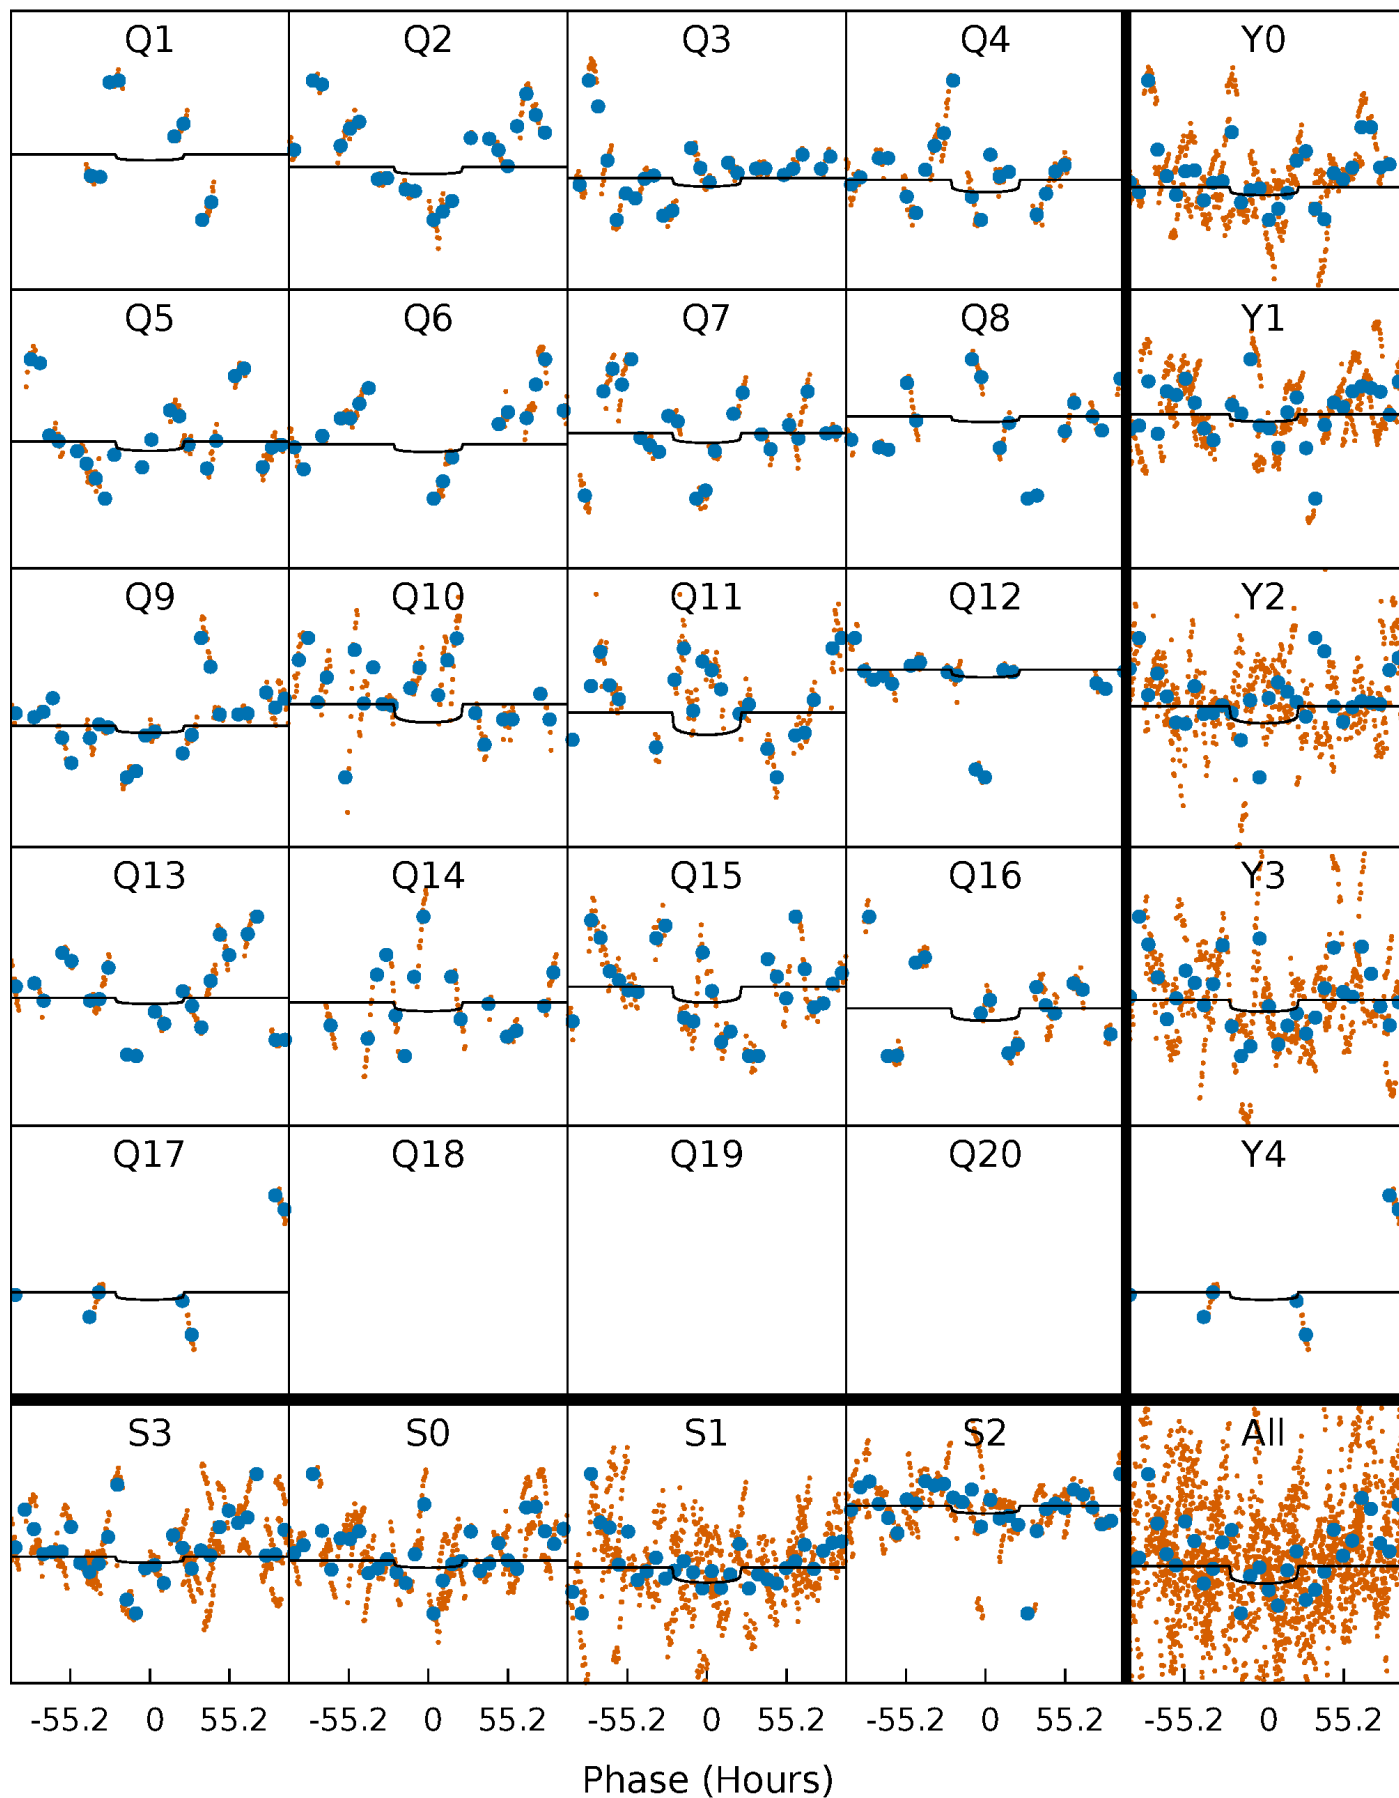 Q1 Q2 Q3 Q4 Y0
Q5 Q6 Q7 Q8 Y1
Q9 Q10 Q11 Q12 Y2
Q13 Q14 Q15 Q16 Y3
Q17 Q18 Q19 Q20 Y4
S3 S0 S1 S2 All
-55.2 0 55.2 -55.2 0 55.2 -55.2 0 55.2 -55.2 0 55.2 -55.2 0 55.2
Phase (Hours)